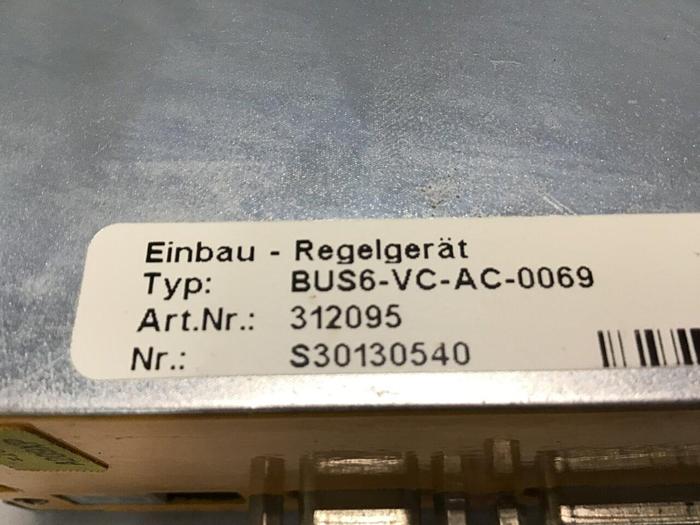 Einbau - Regelgerät
Typ: BUS6-VC-AC-0069
Art.Nr.: 312095
Nr.: S30130540